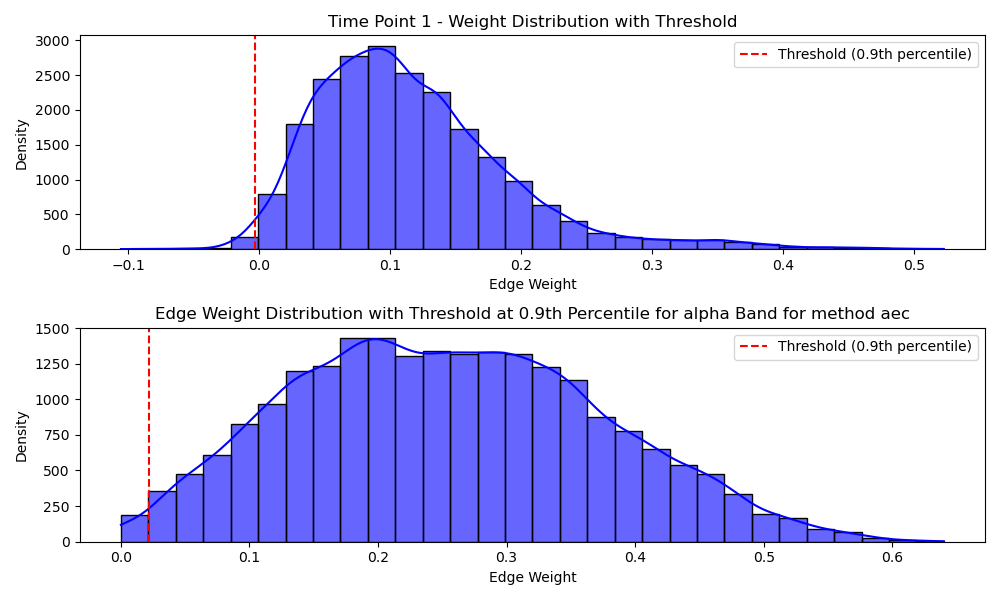 Time Point 1 - Weight Distribution with Threshold
3000
2500
2000
1500
1000
500
0
Density
Threshold (0.9th percentile)
−0.1 0.0 0.1 0.2 0.3 0.4 0.5
Edge Weight
Edge Weight Distribution with Threshold at 0.9th Percentile for alpha Band for method aec
1500
1250
1000
750
500
250
0
Density
Threshold (0.9th percentile)
0.0 0.1 0.2 0.3 0.4 0.5 0.6
Edge Weight